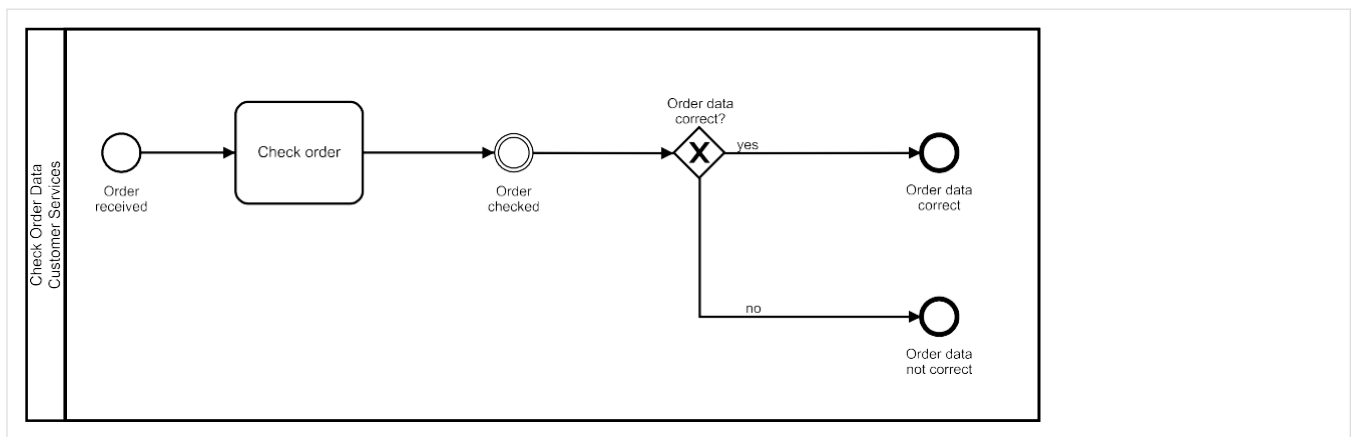 Check Order Data
Customer Services
Order
received
Check order
Order
checked
Order data
correct?
yes
Order data
correct
no
Order data
not correct